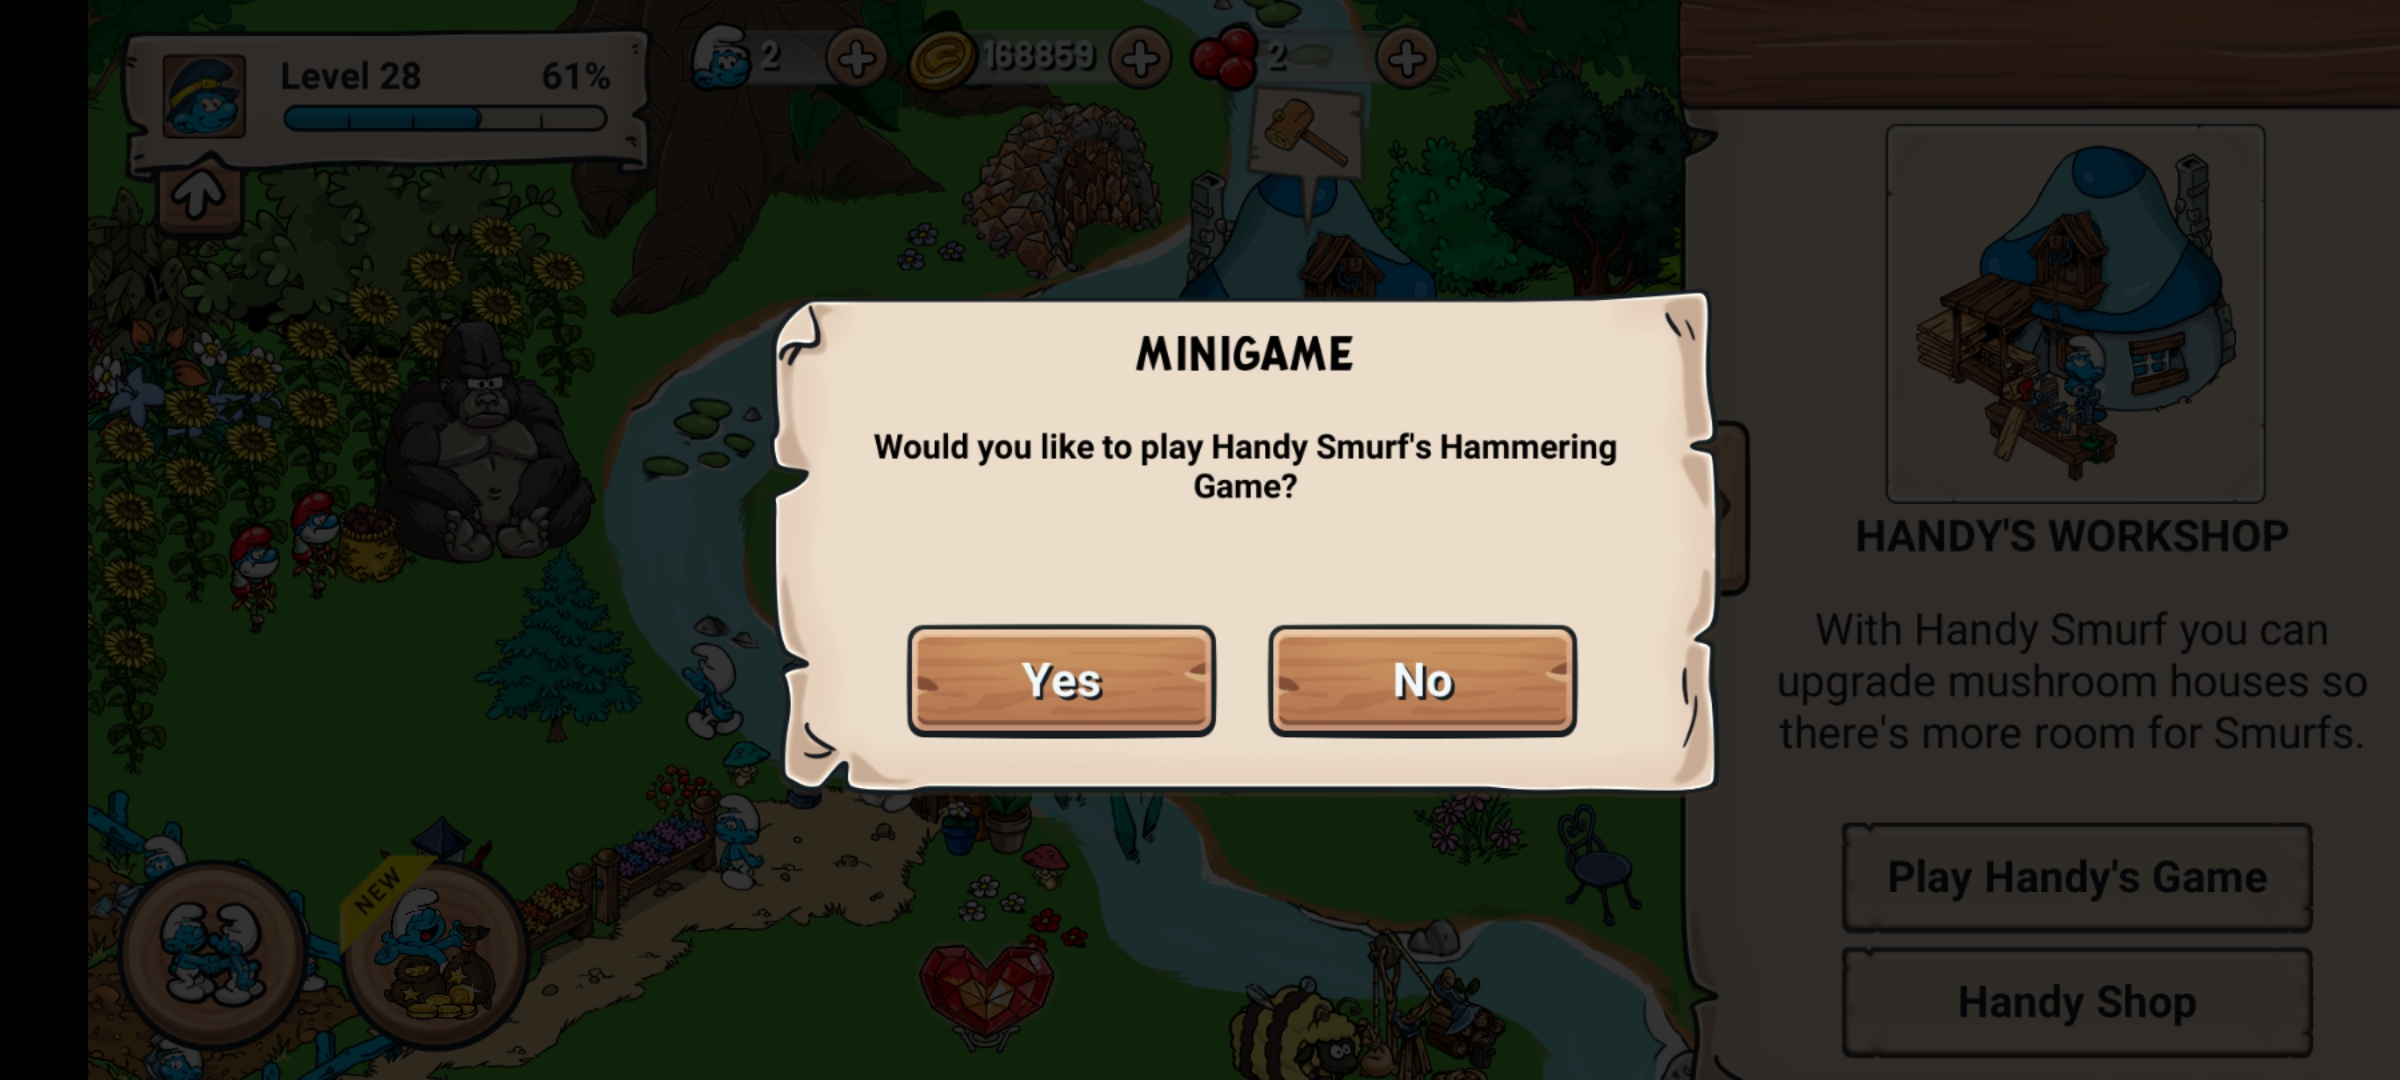 Level 28
61%
2
168859
2
MINIGAME
Would you like to play Handy Smurf's Hammering
Game?
Yes
No
HANDY'S WORKSHOP
With Handy Smurf you can
upgrade mushroom houses so
there's more room for Smurfs.
Play Handy's Game
Handy Shop
NEW